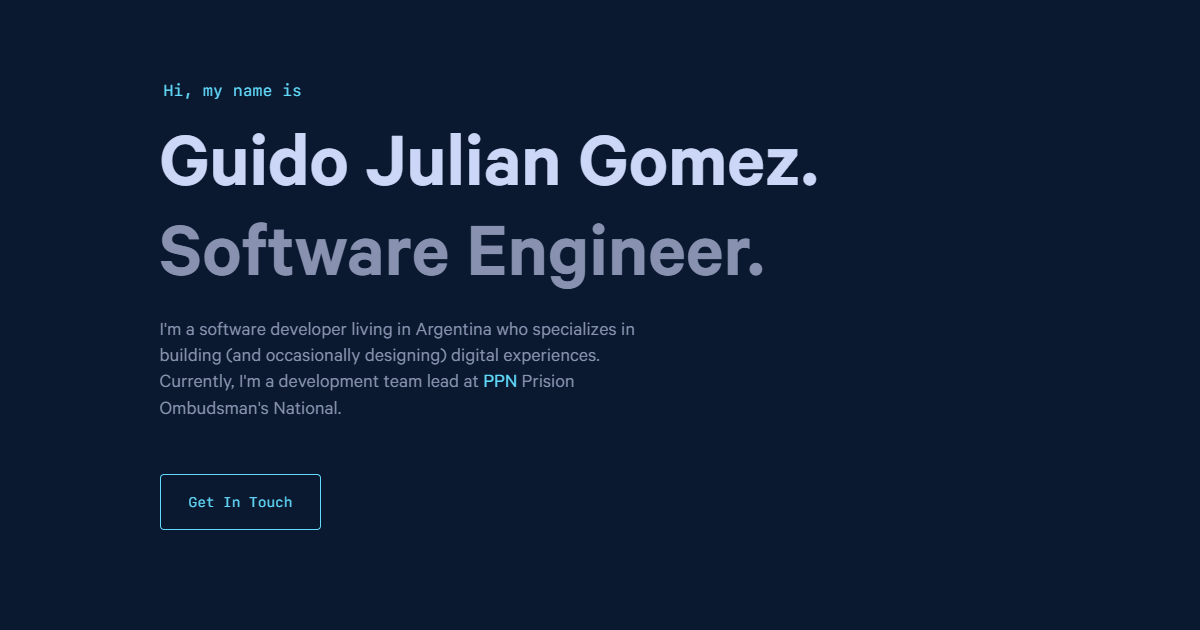 Hi, my name is
Guido Julian Gomez.
Software Engineer.
I'm a software developer living in Argentina who specializes in
building (and occasionally designing) digital experiences.
Currently, I'm a development team lead at PPN Prision
Ombudsman's National.
Get In Touch